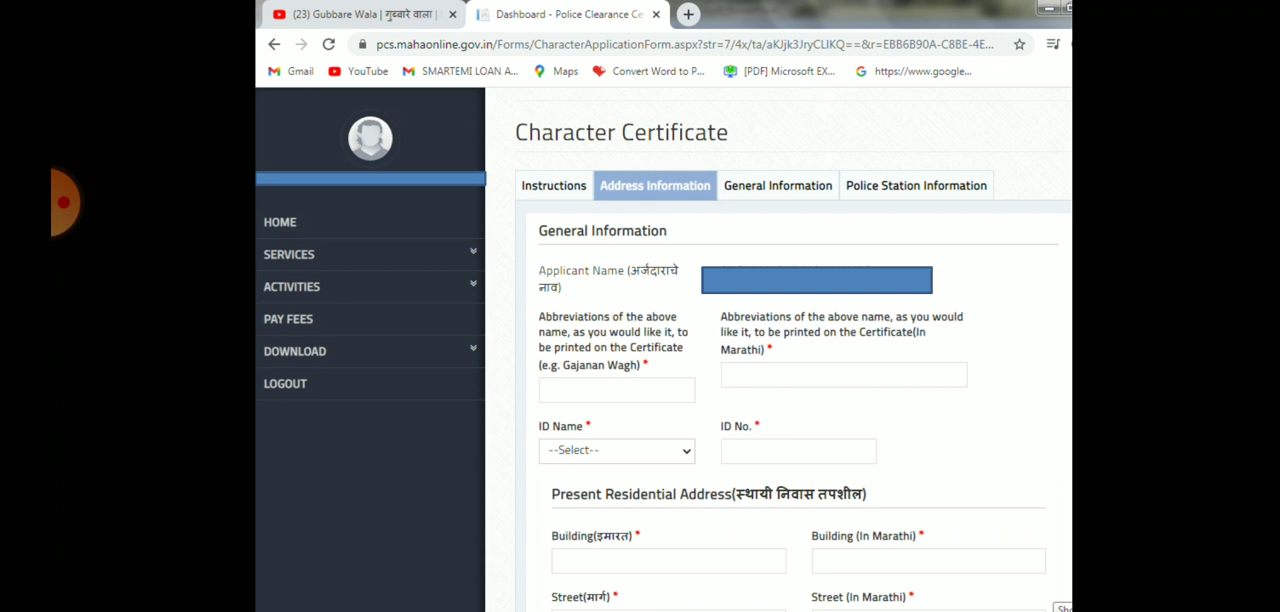 (23) Gubbare Wala | गुब्बारे वाला |
Dashboard - Police Clearance Ce
pcs.mahaonline.gov.in/Forms/CharacterApplicationForm.aspx?str=7/4x/ta/aKJjk3JryCLIKQ==&r=EBB6B90A-C8BE-4E...
Gmail YouTube SMARTEMI LOAN A... Maps Convert Word to P... [PDF] Microsoft EX... https://www.google...
HOME
SERVICES
ACTIVITIES
PAY FEES
DOWNLOAD
LOGOUT
Character Certificate
Instructions Address Information General Information Police Station Information
General Information
Applicant Name (अर्जदाराचे
नाव)
Abbreviations of the above
name, as you would like it, to
be printed on the Certificate
(e.g. Gajanan Wagh) *
Abbreviations of the above name, as you would
like it, to be printed on the Certificate(In
Marathi) *
ID Name * ID No. *
--Select--
Present Residential Address(स्थायी निवास तपशील)
Building(इमारत) * Building (In Marathi) *
Street(मार्ग) * Street (In Marathi) *